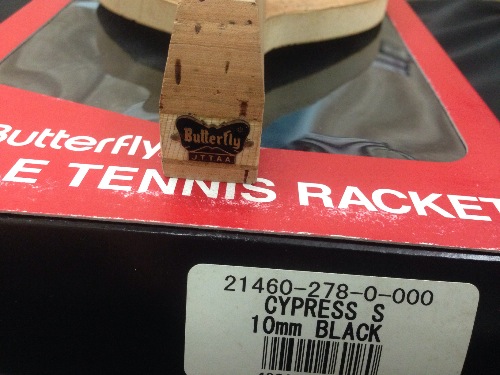 Butterfly
JTTAA
Butterfly
E TENNIS RACKET
21460-278-0-000
CYPRESS S
10mm BLACK